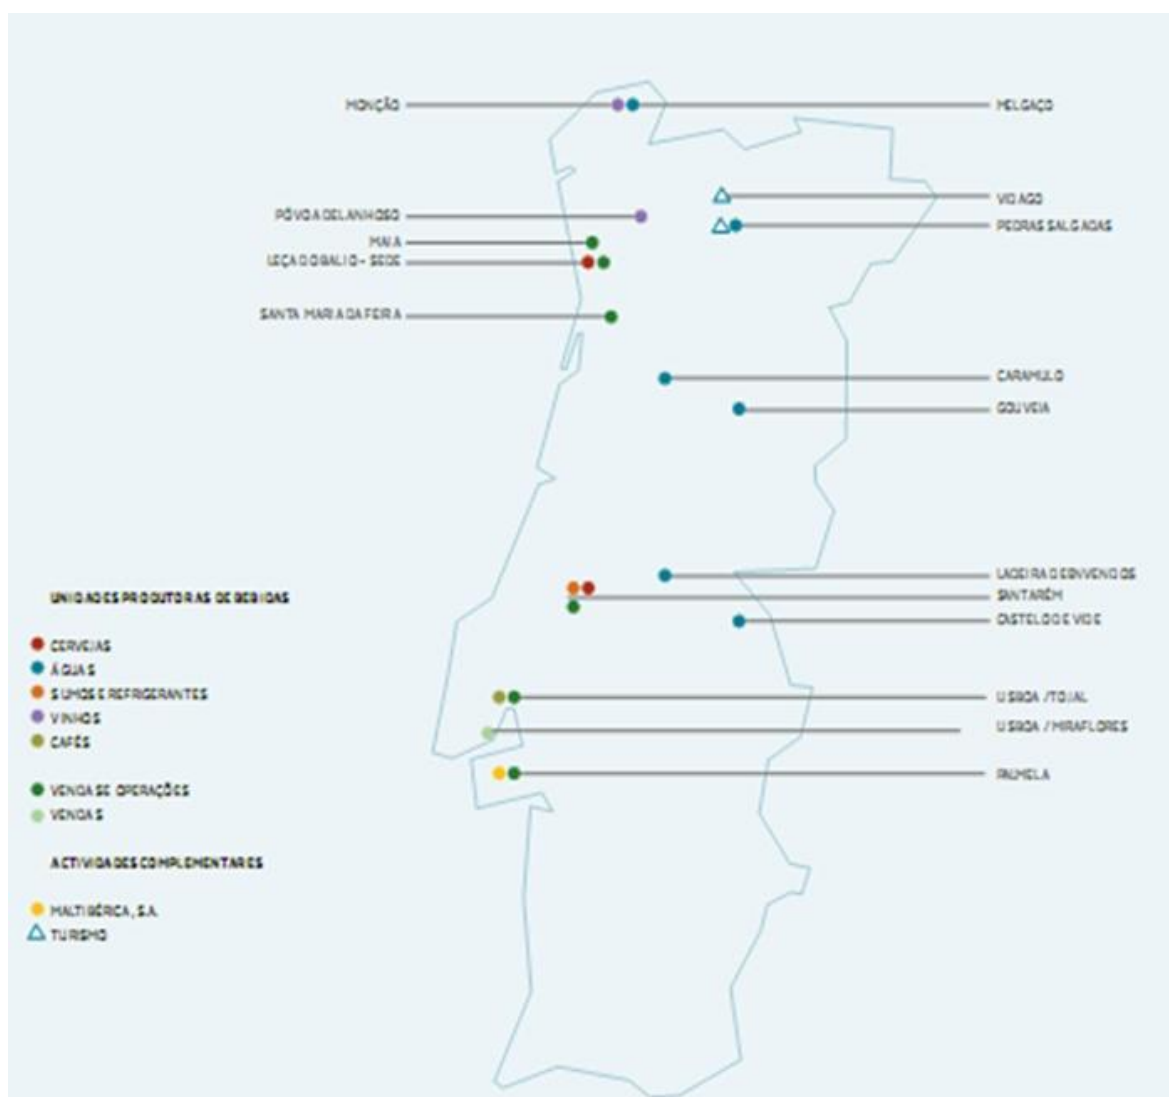 MONÇÃO
MELGAÇO
VIDAGO
PÓVOA DE LANHOSO
PEDRAS SALGADAS
MAIA
LEÇA DO BALIO - SEDE
SANTA MARIA DA FEIRA
CARAMULO
GOUVEIA
LADEIRA DE ENVENDOS
SANTARÉM
CASTELO DE VIDE
LISBOA / TOJAL
LISBOA / MIRAFLORES
PALMELA
UNIDADES PRODUTORAS DE BEBIDAS
CERVEJAS
ÁGUAS
SUMOS E REFRIGERANTES
VINHOS
CAFÉS
VENDAS E OPERAÇÕES
VENDAS
ACTIVIDADES COMPLEMENTARES
MALTIBÉRICA, S.A.
TURISMO